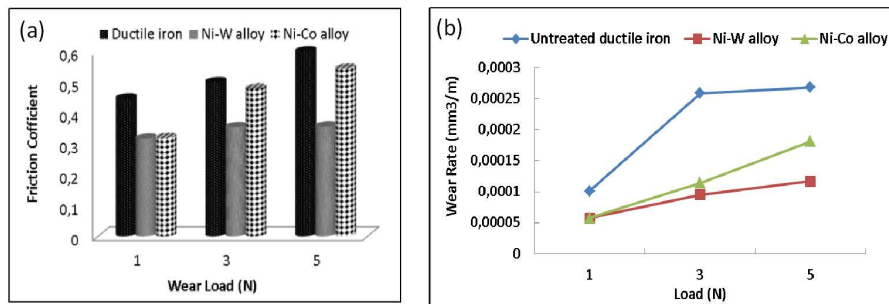 (a)
Ductile iron Ni-W alloy Ni-Co alloy
0,6
0,5
0,4
0,3
0,2
0,1
0
Friction Cofficient
1 3 5
Wear Load (N)
(b)
Untreated ductile iron Ni-W alloy Ni-Co alloy
0,0003
0,00025
0,0002
0,00015
0,0001
0,00005
0
Wear Rate (mm3/m)
1 3 5
Load (N)